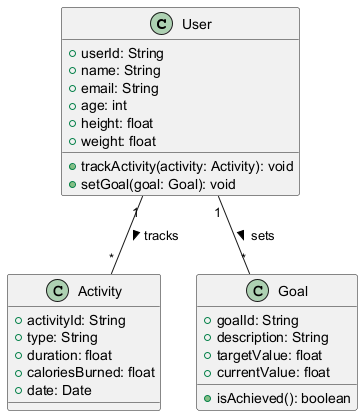 C User
userId: String
name: String
email: String
age: int
height: float
weight: float
trackActivity(activity: Activity): void
setGoal(goal: Goal): void
1 1
tracks sets
* *
C Activity
activityId: String
type: String
duration: float
caloriesBurned: float
date: Date
C Goal
goalId: String
description: String
targetValue: float
currentValue: float
isAchieved(): boolean